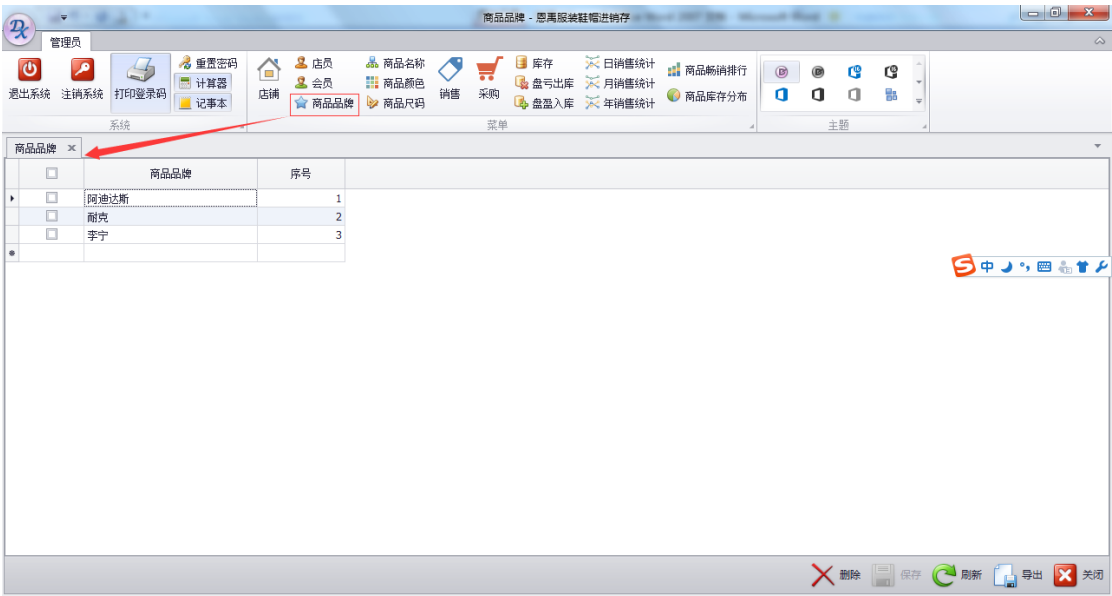 商品品牌 - 恩禹服装鞋帽进销存
管理员
退出系统 注销系统 打印登录码 重置密码 计算器 记事本
店铺 店员 会员 商品品牌 商品名称 商品颜色 商品尺码 销售 采购 库存 盘亏出库 盘盈入库 日销售统计 月销售统计 年销售统计 商品畅销排行 商品库存分布
系统 菜单 主题
商品品牌 ×
商品品牌 序号
阿迪达斯 1
耐克 2
李宁 3
中
删除 保存 刷新 导出 关闭